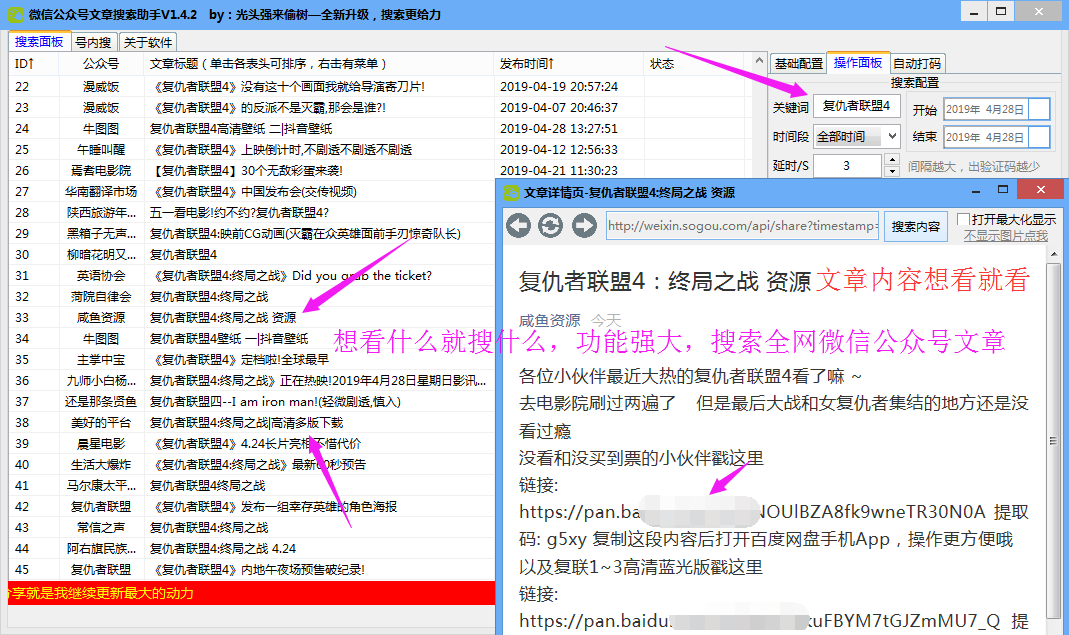 微信公众号文章搜索助手V1.4.2 by：光头强来偷树—全新升级，搜索更给力
搜索面板 号内搜 关于软件
ID↑ 公众号 文章标题（单击各表头可排序，右击有菜单） 发布时间↑ 状态
22 漫威饭 《复仇者联盟4》没有这十个画面我就给导演寄刀片! 2019-04-19 20:57:24
23 漫威饭 《复仇者联盟4》的反派不是灭霸,那会是谁?! 2019-04-07 20:46:37
24 牛图图 复仇者联盟4高清壁纸 二|抖音壁纸 2019-04-28 13:27:51
25 午睡叫醒 《复仇者联盟4》上映倒计时,不剧透不剧透不剧透 2019-04-12 12:56:33
26 焉耆电影院 【复仇者联盟4】30个无敌彩蛋来袭! 2019-04-21 11:30:23
27 华南翻译市场 《复仇者联盟4》中国发布会(交传视频)
28 陕西旅游年... 五一看电影!约不约?复仇者联盟4?
29 黑箱子无声... 复仇者联盟4:映前CG动画(灭霸在众英雄面前手刃惊奇队长)
30 柳暗花明又... 复仇者联盟4
31 英语协会 《复仇者联盟4:终局之战》Did you grab the ticket?
32 菏院自律会 复仇者联盟4:终局之战
33 咸鱼资源 复仇者联盟4:终局之战 资源
34 牛图图 复仇者联盟4壁纸 一|抖音壁纸
35 主掌中宝 《复仇者联盟4》定档啦!全球最早
36 九师小白杨... 复仇者联盟4:终局之战》正在热映!2019年4月28日星期日影讯...
37 还是那条贤鱼 复仇者联盟四--I am iron man!(轻微剧透,慎入)
38 美好的平台 复仇者联盟4:终局之战|高清多版下载
39 晨星电影 《复仇者联盟4》4.24长片亮相不惜代价
40 生活大爆炸 《复仇者联盟4:终局之战》最新60秒预告
41 马尔康太平... 复仇者联盟4终局之战
42 复仇者联盟 《复仇者联盟4》发布一组幸存英雄的角色海报
43 常信之声 复仇者联盟4:终局之战
44 阿右旗民族... 复仇者联盟4:终局之战 4.24
45 复仇者联盟 《复仇者联盟4》内地午夜场预售破纪录!
享就是我继续更新最大的动力
基础配置 操作面板 自动打码
搜索配置
关键词 复仇者联盟4 开始 2019年 4月28日
时间段 全部时间 结束 2019年 4月28日
延时/S 3 间隔越大，出验证码越少
文章详情页-复仇者联盟4:终局之战 资源
http://weixin.sogou.com/api/share?timestamp= 搜索内容 打开最大化显示
不显示图片点我
复仇者联盟4：终局之战 资源 文章内容想看就看
咸鱼资源 今天
想看什么就搜什么，功能强大，搜索全网微信公众号文章
各位小伙伴最近大热的复仇者联盟4看了嘛 ~
去电影院刷过两遍了 但是最后大战和女复仇者集结的地方还是没
看过瘾
没看和没买到票的小伙伴戳这里
链接:
https://pan.ba NOUlBZA8fk9wneTR30N0A 提取
码: g5xy 复制这段内容后打开百度网盘手机App，操作更方便哦
以及复联1~3高清蓝光版戳这里
链接:
https://pan.baidu. kuFBYM7tGJZmMU7_Q 提